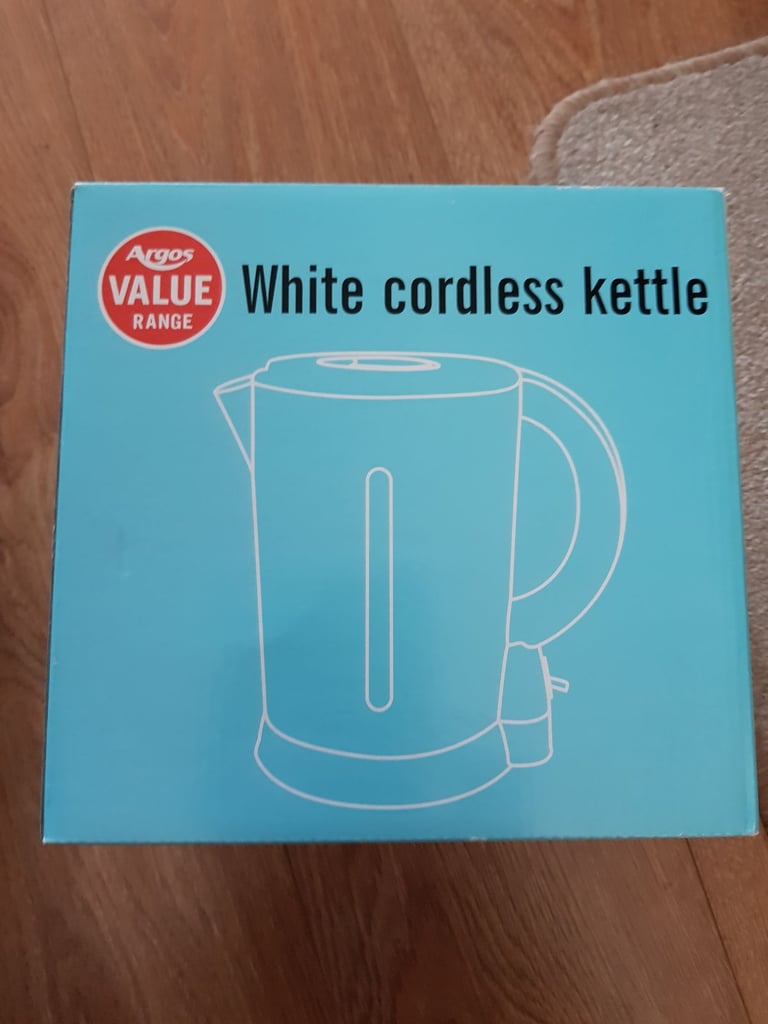 Argos
VALUE
RANGE
White cordless kettle